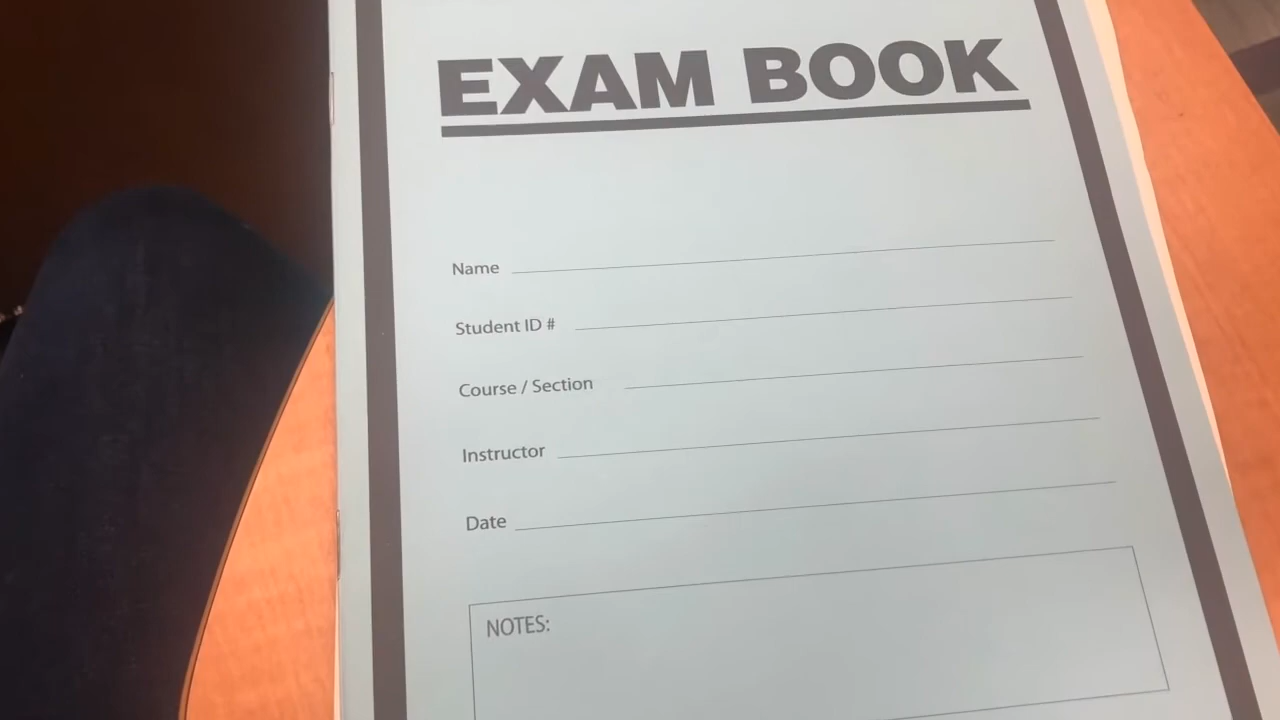 EXAM BOOK
Name
Student ID #
Course / Section
Instructor
Date
NOTES: